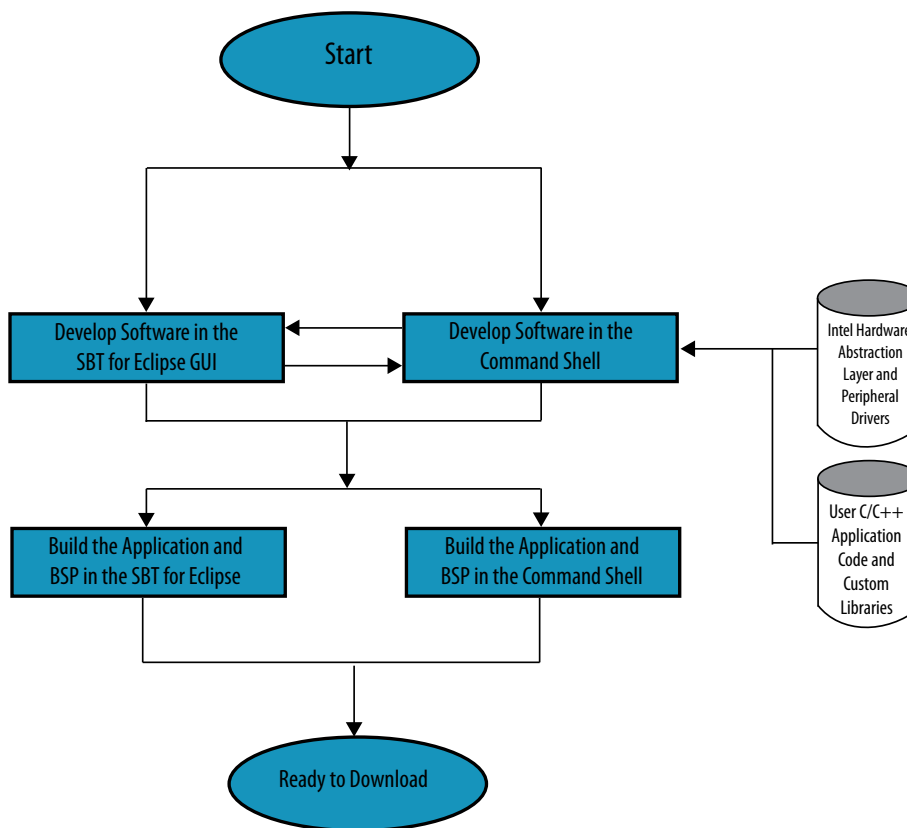 Start
Develop Software in the
SBT for Eclipse GUI
Develop Software in the
Command Shell
Intel Hardware
Abstraction
Layer and
Peripheral
Drivers
Build the Application and
BSP in the SBT for Eclipse
Build the Application and
BSP in the Command Shell
User C/C++
Application
Code and
Custom
Libraries
Ready to Download